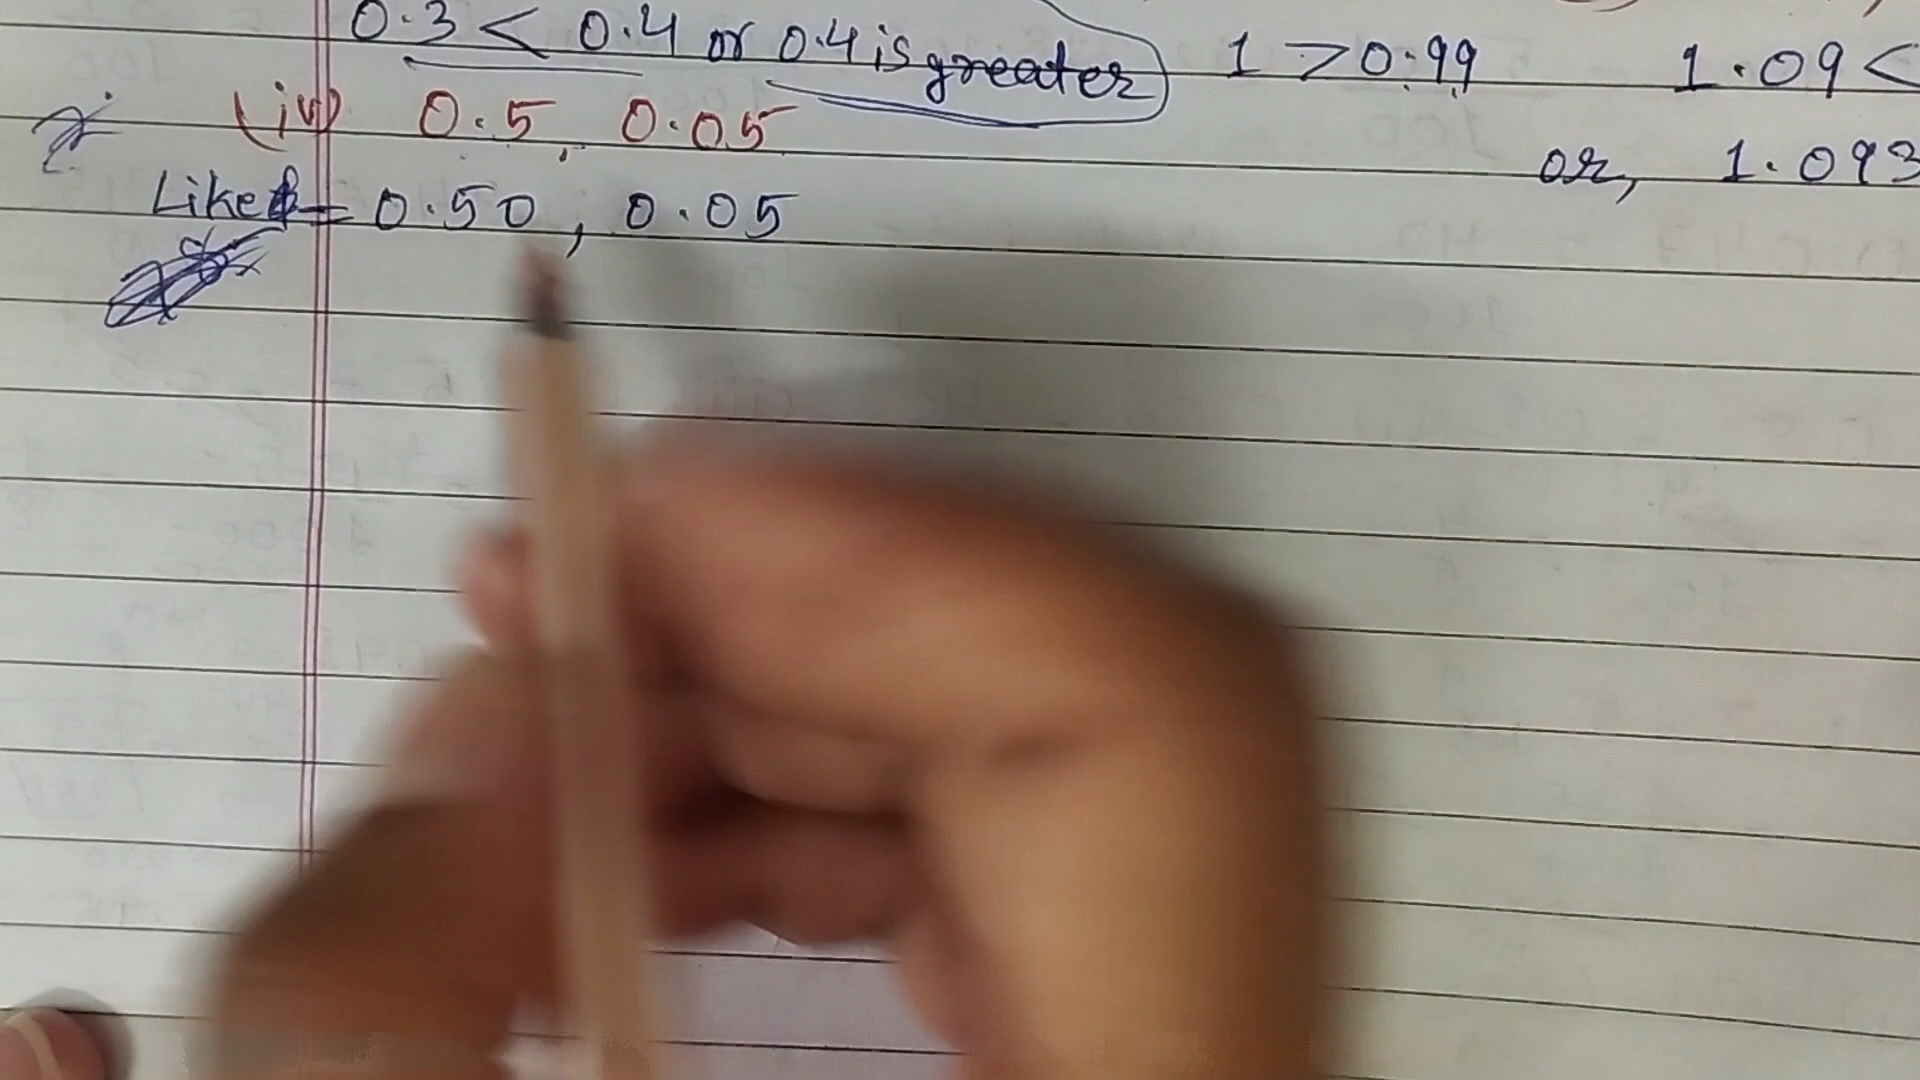 0.3 < 0.4 or 0.4 is greater 1 > 0.99 1.09 <
(iv) 0.5, 0.05
or, 1.093
Like = 0.50, 0.05